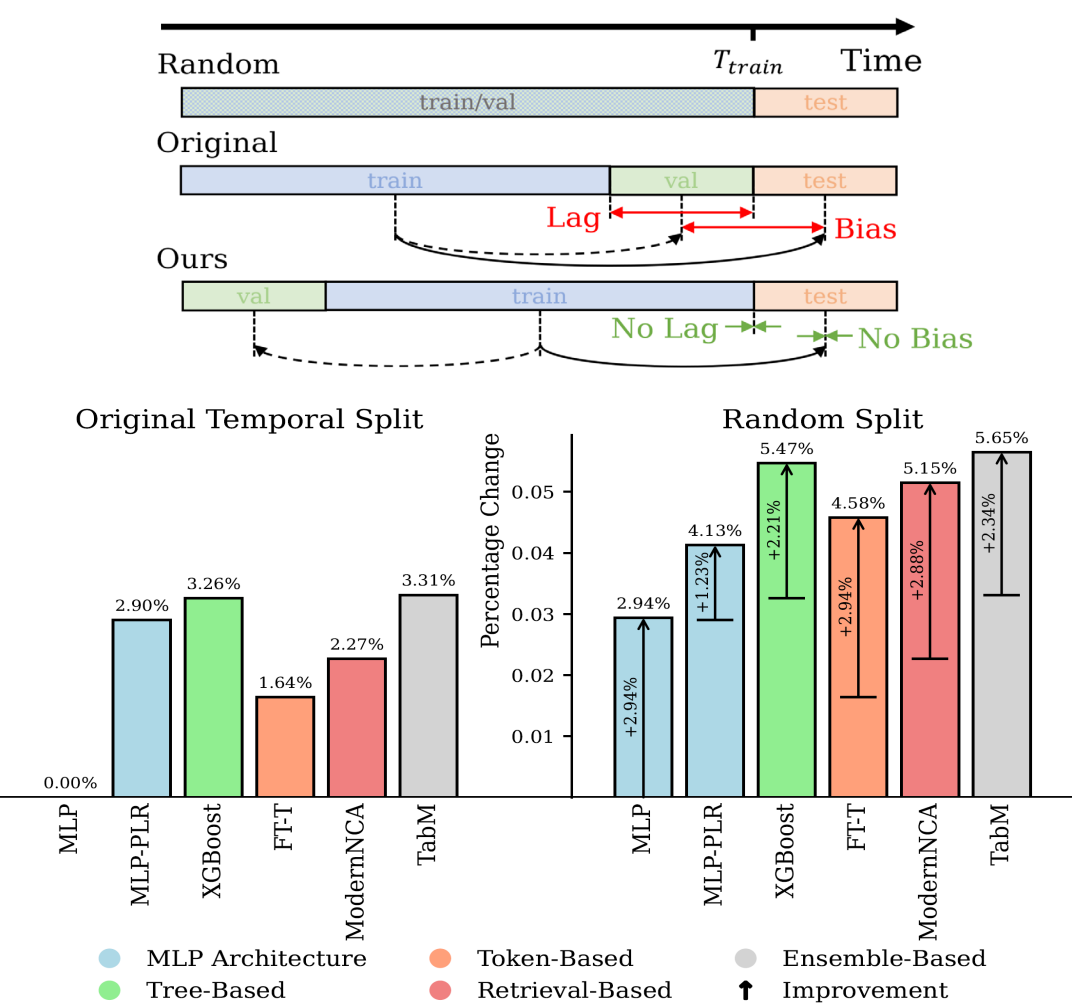 T_train Time
Random
train/val test
Original
train val test
Lag
Bias
Ours
val train test
No Lag
No Bias
Original Temporal Split
Random Split
Percentage Change
0.05
0.04
0.03
0.02
0.01
0.00%
2.90%
3.26%
1.64%
2.27%
3.31%
2.94%
4.13%
5.47%
4.58%
5.15%
5.65%
+2.94%
+1.23%
+2.21%
+2.94%
+2.88%
+2.34%
MLP
MLP-PLR
XGBoost
FT-T
ModernNCA
TabM
MLP
MLP-PLR
XGBoost
FT-T
ModernNCA
TabM
MLP Architecture Token-Based Ensemble-Based
Tree-Based Retrieval-Based Improvement